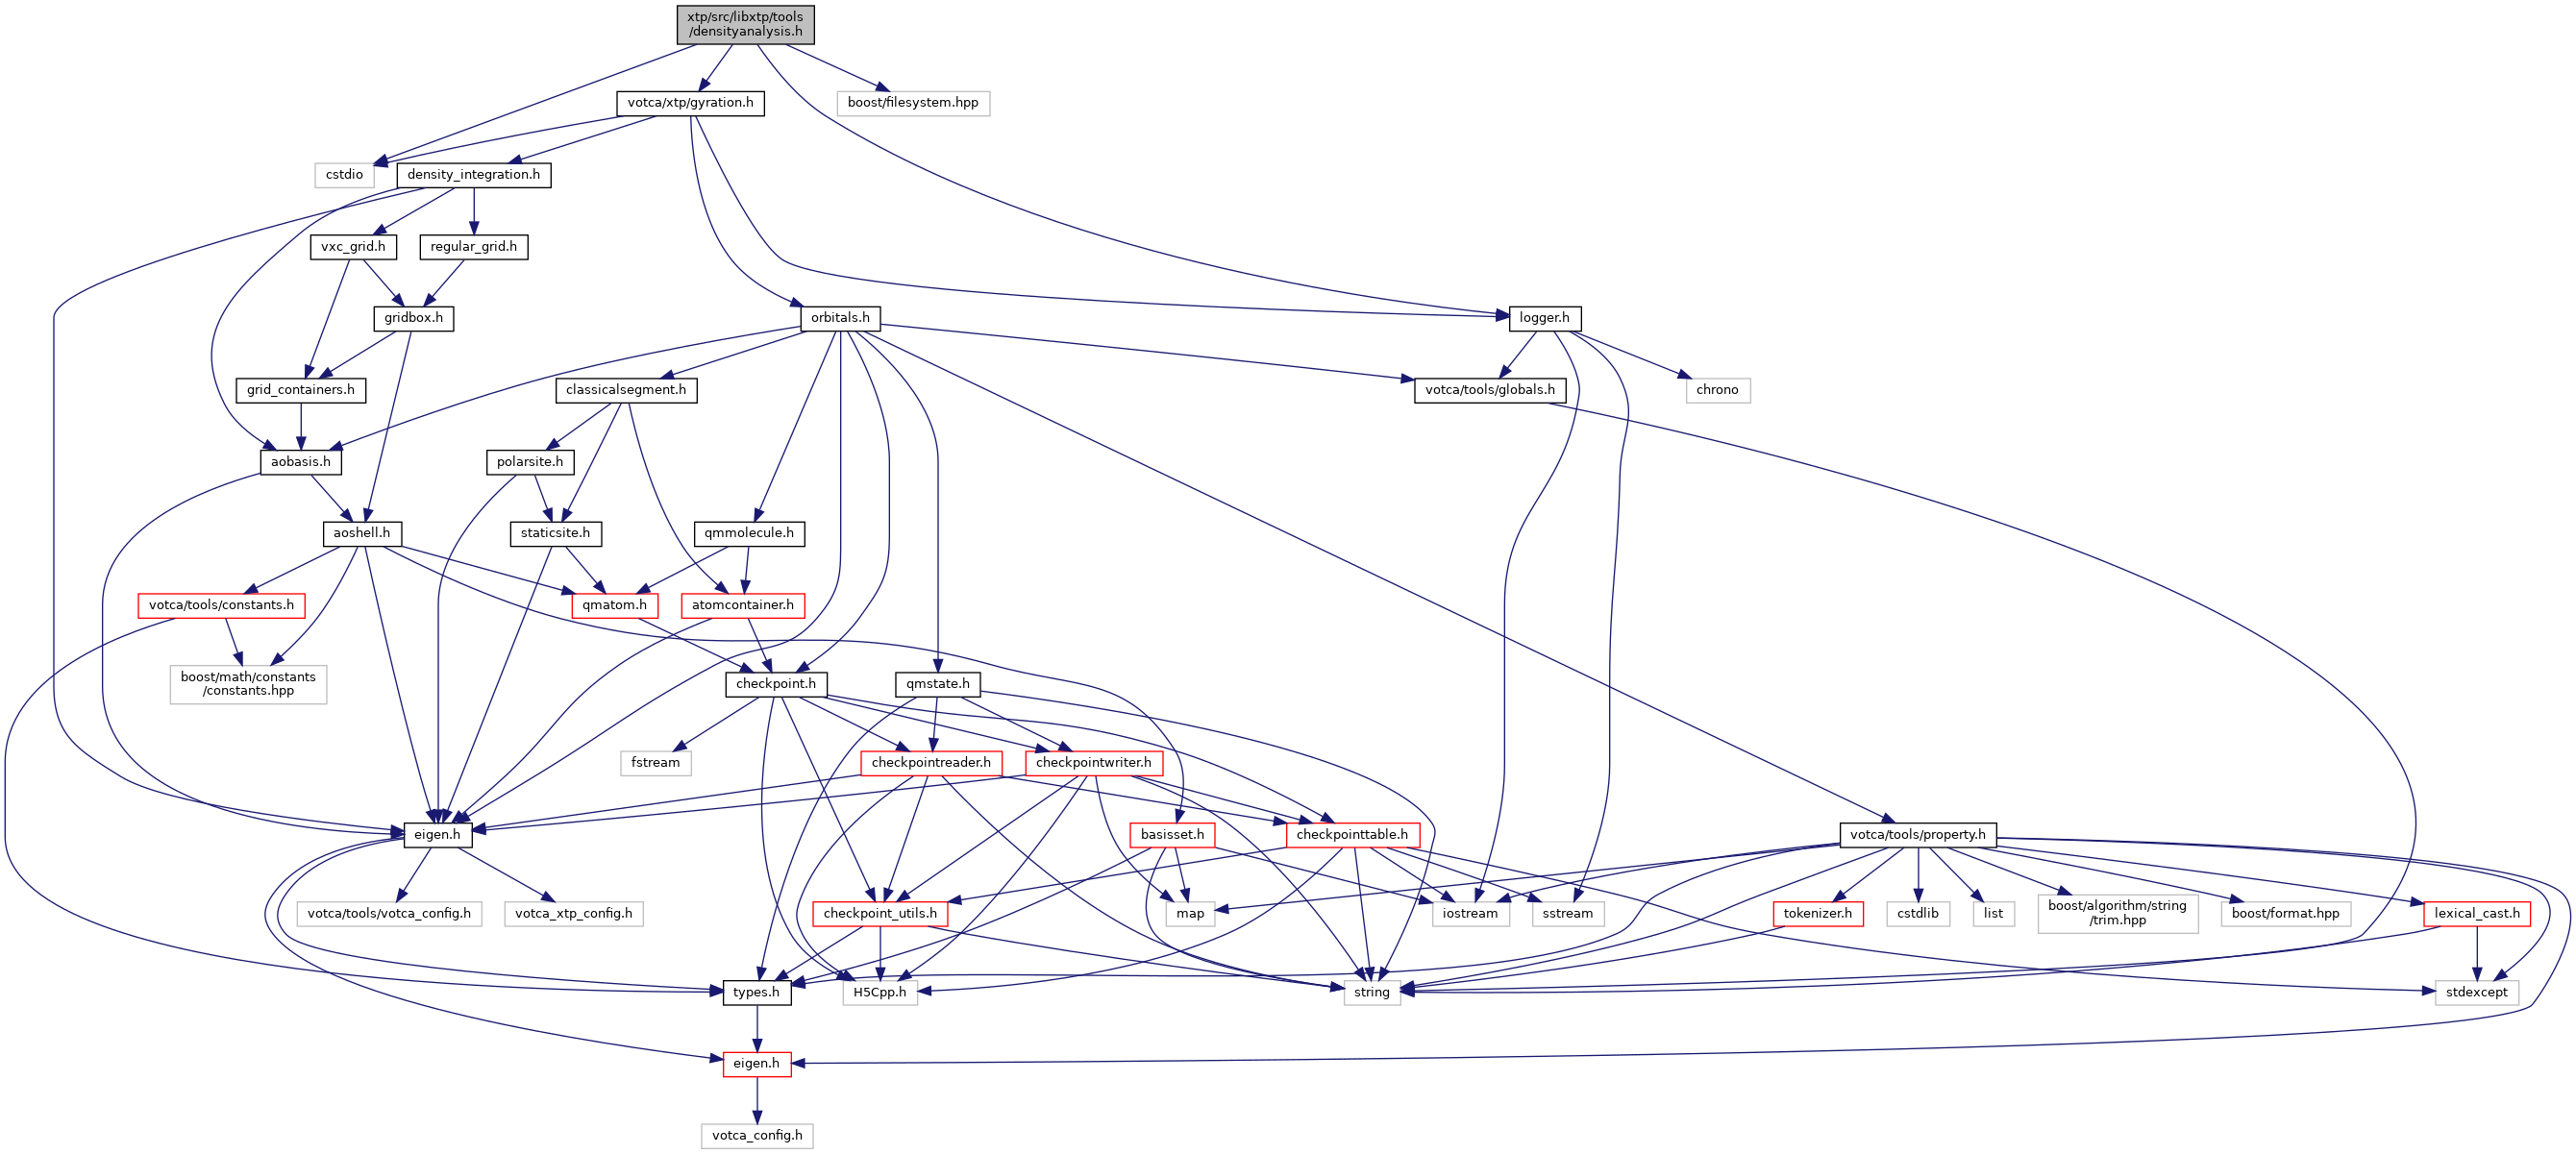 xtp/src/libxtp/tools
/densityanalysis.h
votca/xtp/gyration.h
boost/filesystem.hpp
cstdio
density_integration.h
vxc_grid.h
regular_grid.h
gridbox.h
orbitals.h
logger.h
grid_containers.h
classicalsegment.h
votca/tools/globals.h
chrono
aobasis.h
polarsite.h
aoshell.h
staticsite.h
qmmolecule.h
votca/tools/constants.h
qmatom.h
atomcontainer.h
boost/math/constants
/constants.hpp
checkpoint.h
qmstate.h
fstream
checkpointreader.h
checkpointwriter.h
eigen.h
basisset.h
checkpointtable.h
votca/tools/property.h
votca/tools/votca_config.h
votca_xtp_config.h
checkpoint_utils.h
map
iostream
sstream
tokenizer.h
cstdlib
list
boost/algorithm/string
/trim.hpp
boost/format.hpp
lexical_cast.h
types.h
H5Cpp.h
string
stdexcept
eigen.h
votca_config.h